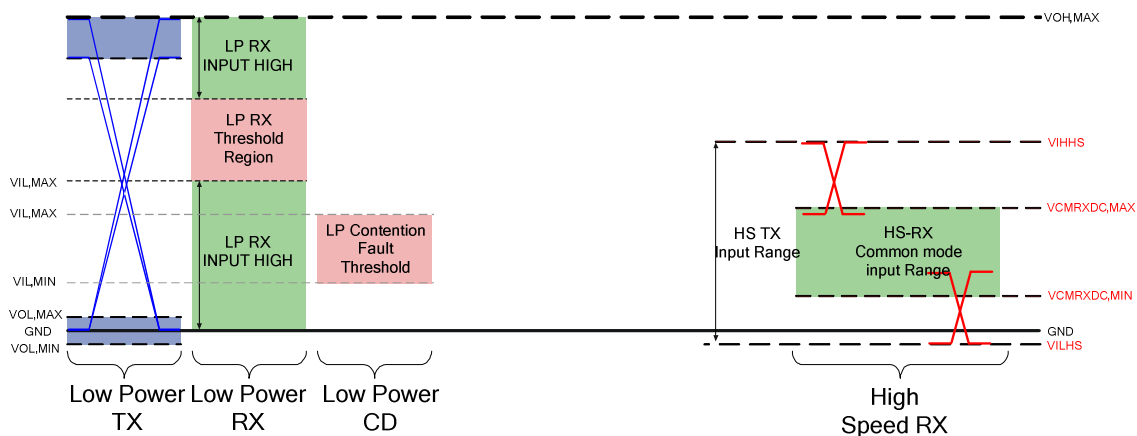 VOH,MAX
LP RX
INPUT HIGH
LP RX
Threshold
Region
VIHHS
VIL,MAX
VIL,MAX
VCMRXDC,MAX
LP RX
INPUT HIGH
LP Contention
Fault
Threshold
HS TX
Input Range
HS-RX
Common mode
input Range
VIL,MIN
VCMRXDC,MIN
VOL,MAX
GND
GND
VOL,MIN
VILHS
Low Power
TX
Low Power
RX
Low Power
CD
High
Speed RX